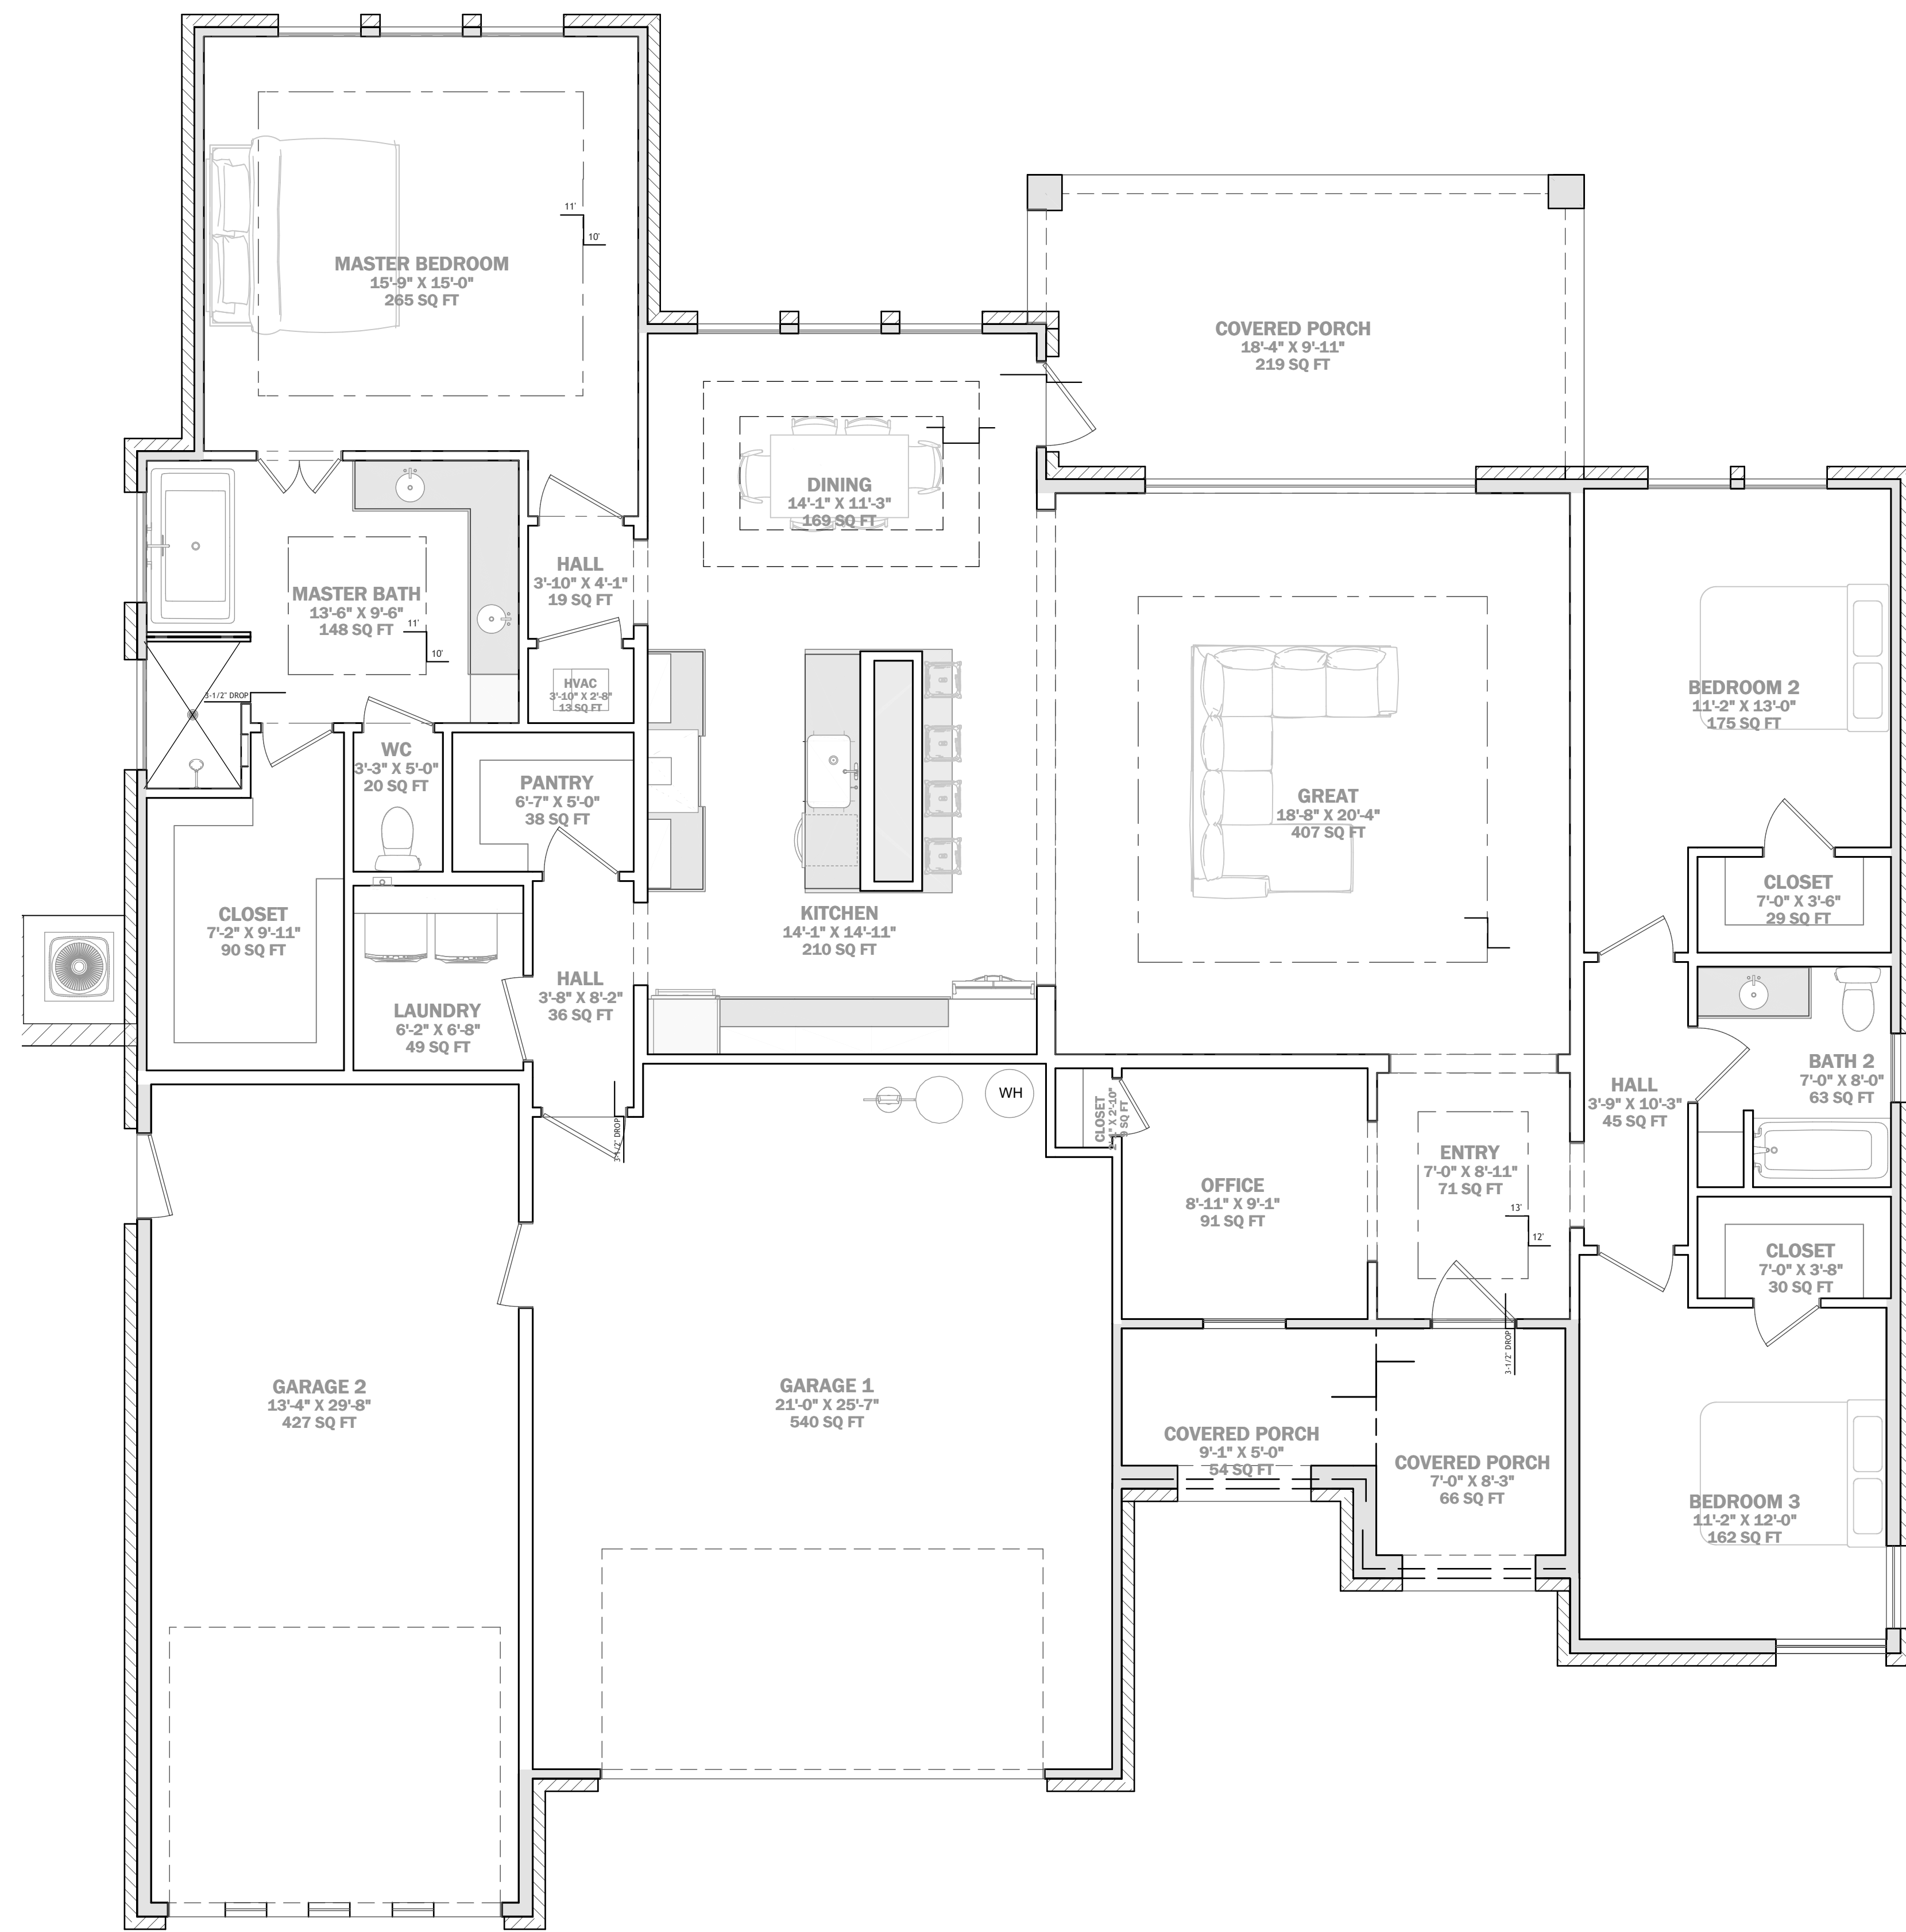 11'
10'
MASTER BEDROOM
15'-9" X 15'-0"
265 SQ FT
COVERED PORCH
18'-4" X 9'-11"
219 SQ FT
DINING
14'-1" X 11'-3"
169 SQ FT
HALL
3'-10" X 4'-1"
19 SQ FT
MASTER BATH
13'-6" X 9'-6"
148 SQ FT
11'
10'
3-1/2" DROP
HVAC
3'-10" X 2'-8"
13 SQ FT
BEDROOM 2
11'-2" X 13'-0"
175 SQ FT
WC
3'-3" X 5'-0"
20 SQ FT
PANTRY
6'-7" X 5'-0"
38 SQ FT
GREAT
18'-8" X 20'-4"
407 SQ FT
CLOSET
7'-0" X 3'-6"
29 SQ FT
CLOSET
7'-2" X 9'-11"
90 SQ FT
KITCHEN
14'-1" X 14'-11"
210 SQ FT
HALL
3'-8" X 8'-2"
36 SQ FT
LAUNDRY
6'-2" X 6'-8"
49 SQ FT
WH
BATH 2
7'-0" X 8'-0"
63 SQ FT
HALL
3'-9" X 10'-3"
45 SQ FT
CLOSET
X 2'-10"
9 SQ FT
3-1/2" DROP
ENTRY
7'-0" X 8'-11"
71 SQ FT
13'
12'
OFFICE
8'-11" X 9'-1"
91 SQ FT
CLOSET
7'-0" X 3'-8"
30 SQ FT
3-1/2" DROP
GARAGE 2
13'-4" X 29'-8"
427 SQ FT
GARAGE 1
21'-0" X 25'-7"
540 SQ FT
COVERED PORCH
9'-1" X 5'-0"
54 SQ FT
COVERED PORCH
7'-0" X 8'-3"
66 SQ FT
BEDROOM 3
11'-2" X 12'-0"
162 SQ FT